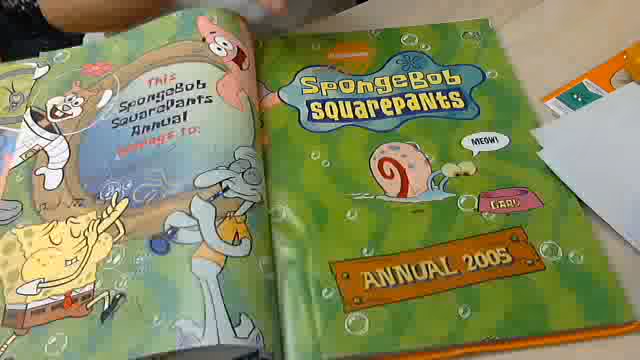 This
SpongeBob
SquarePants
Annual
belongs to:
SpongeBob
SQUAREPANTS
MEOW!
GARY
ANNUAL 2005